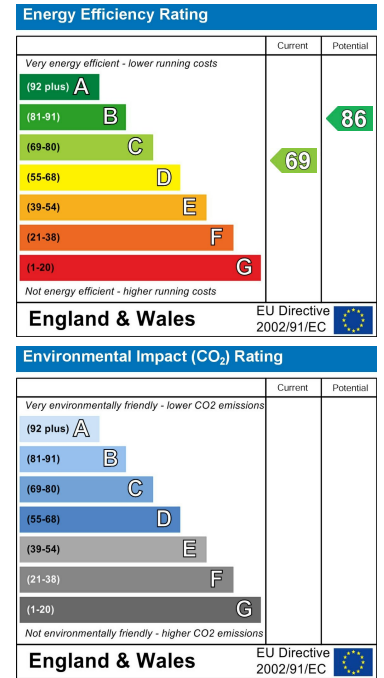 Energy Efficiency Rating
Current Potential
Very energy efficient - lower running costs
(92 plus) A
(81-91) B
86
(69-80) C
69
(55-68) D
(39-54) E
(21-38) F
(1-20) G
Not energy efficient - higher running costs
England & Wales
EU Directive
2002/91/EC
Environmental Impact (CO₂) Rating
Current Potential
Very environmentally friendly - lower CO2 emissions
(92 plus) A
(81-91) B
(69-80) C
(55-68) D
(39-54) E
(21-38) F
(1-20) G
Not environmentally friendly - higher CO2 emissions
England & Wales
EU Directive
2002/91/EC